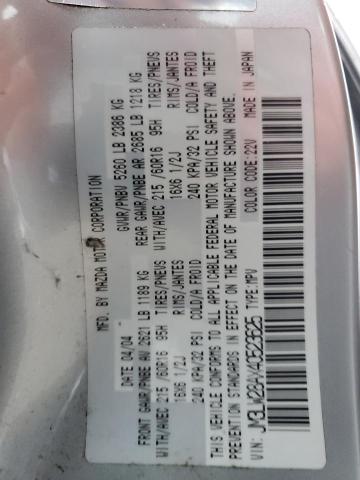 MFD. BY MAZDA MOTOR CORPORATION
DATE 04/04 GVWR/PNBV 5260 LB 2386 KG
FRONT GAWR/PNBE AV 2621 LB 1189 KG REAR GAWR/PNBE AR 2685 LB 1218 KG
WITH/AVEC 215/60R16 95H TIRES/PNEUS WITH/AVEC 215/60R16 95H TIRES/PNEUS
16X6 1/2J RIMS/JANTES 16X6 1/2J RIMS/JANTES
240 KPA/32 PSI COLD/A FROID 240 KPA/32 PSI COLD/A FROID
THIS VEHICLE CONFORMS TO ALL APPLICABLE FEDERAL MOTOR VEHICLE SAFETY AND THEFT
PREVENTION STANDARDS IN EFFECT ON THE DATE OF MANUFACTURE SHOWN ABOVE.
VIN: JM3LW28AX40523525 TYPE:MPV COLOR CODE:22V MADE IN JAPAN